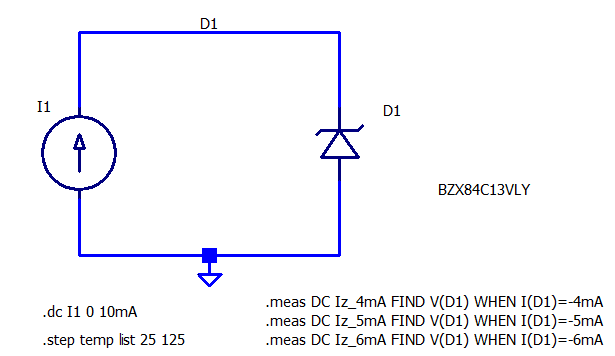 D1
I1
D1
BZX84C13VLY
.dc I1 0 10mA
.step temp list 25 125
.meas DC Iz_4mA FIND V(D1) WHEN I(D1)=-4mA
.meas DC Iz_5mA FIND V(D1) WHEN I(D1)=-5mA
.meas DC Iz_6mA FIND V(D1) WHEN I(D1)=-6mA